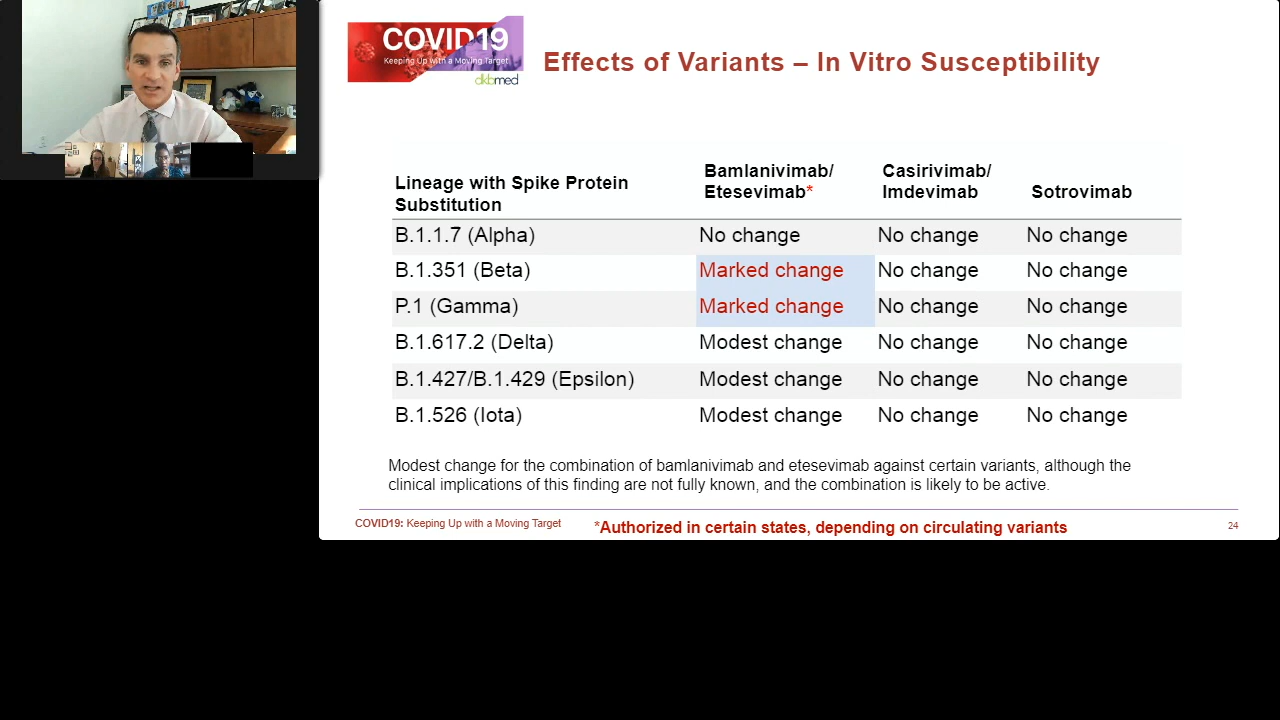 COVID19
Keeping Up with a Moving Target
dkbmed
Effects of Variants – In Vitro Susceptibility
Lineage with Spike Protein
Substitution
Bamlanivimab/
Etesevimab*
Casirivimab/
Imdevimab
Sotrovimab
B.1.1.7 (Alpha) No change No change No change
B.1.351 (Beta) Marked change No change No change
P.1 (Gamma) Marked change No change No change
B.1.617.2 (Delta) Modest change No change No change
B.1.427/B.1.429 (Epsilon) Modest change No change No change
B.1.526 (Iota) Modest change No change No change
Modest change for the combination of bamlanivimab and etesevimab against certain variants, although the
clinical implications of this finding are not fully known, and the combination is likely to be active.
COVID19: Keeping Up with a Moving Target
*Authorized in certain states, depending on circulating variants
24